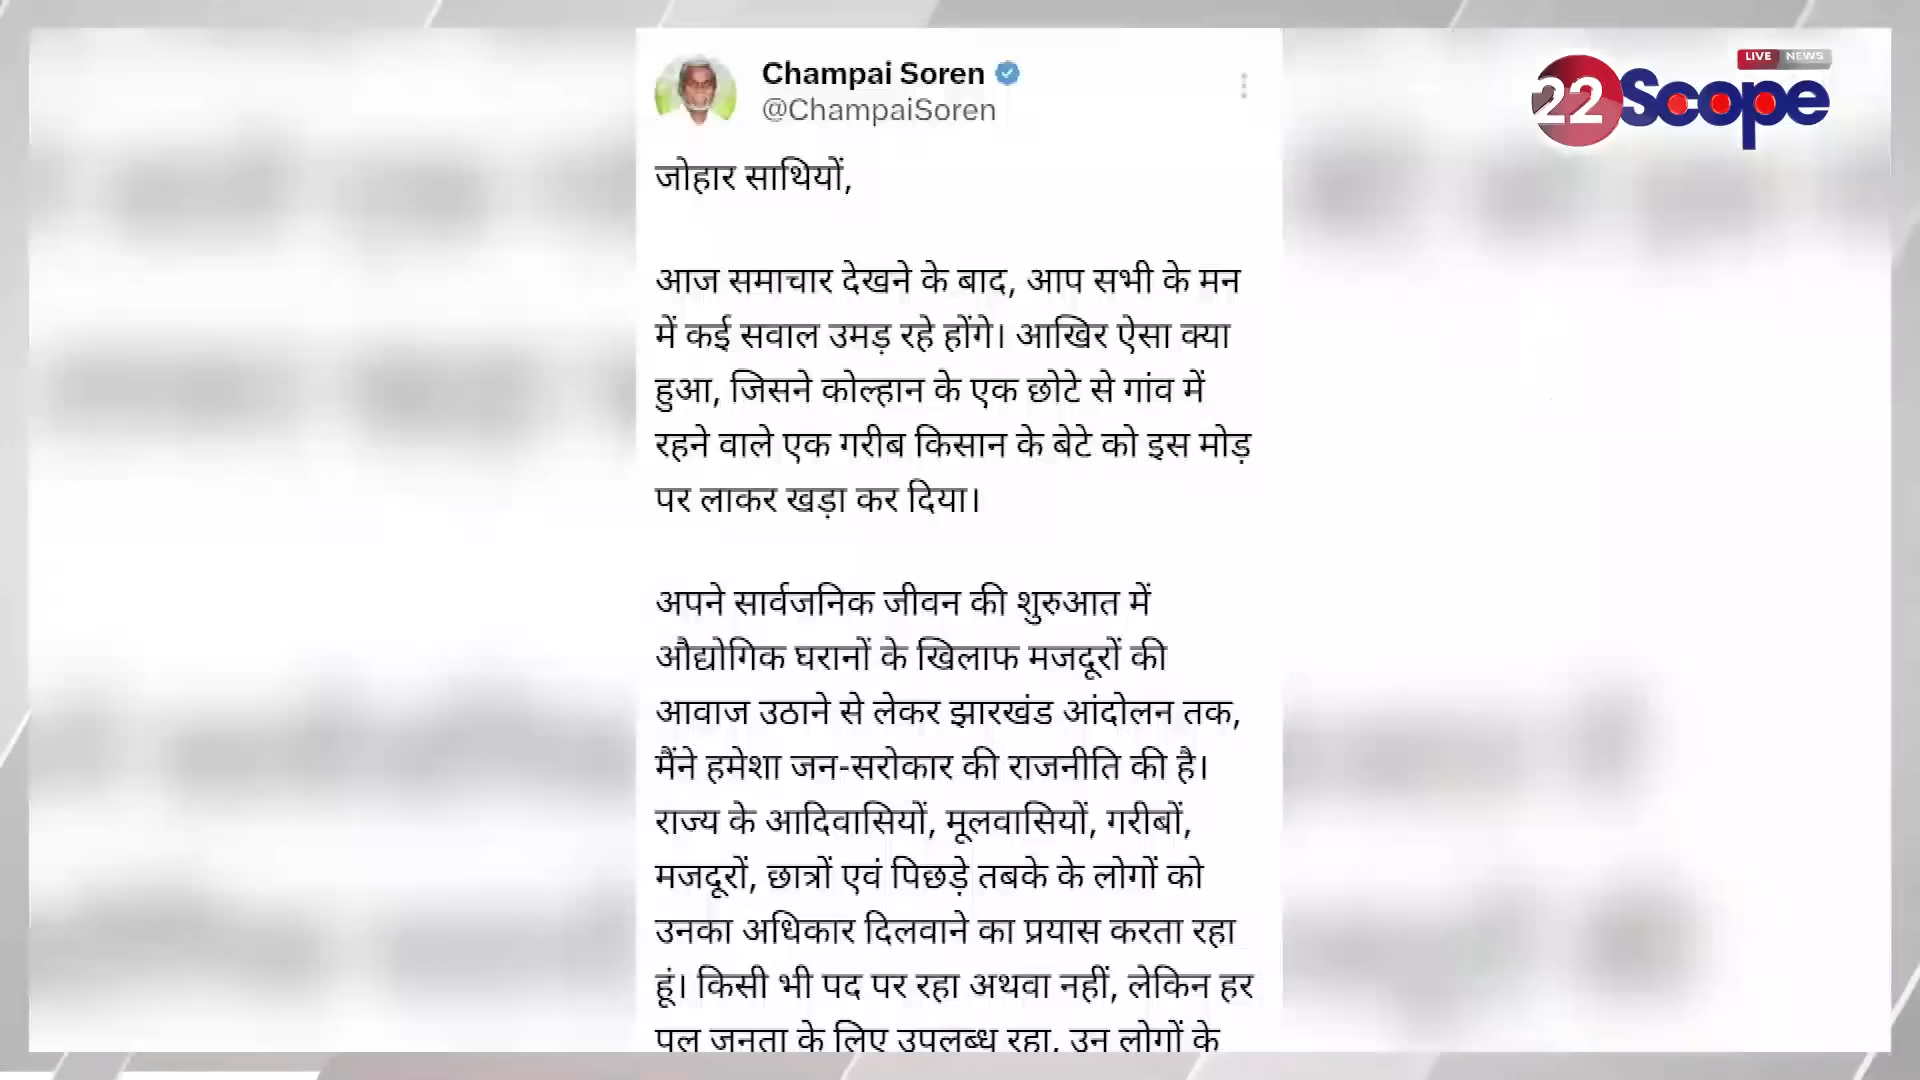 Champai Soren
@ChampaiSoren
LIVE NEWS
22Scope
जोहार साथियों,
आज समाचार देखने के बाद, आप सभी के मन
में कई सवाल उमड़ रहे होंगे। आखिर ऐसा क्या
हुआ, जिसने कोल्हान के एक छोटे से गांव में
रहने वाले एक गरीब किसान के बेटे को इस मोड़
पर लाकर खड़ा कर दिया।
अपने सार्वजनिक जीवन की शुरुआत में
औद्योगिक घरानों के खिलाफ मजदूरों की
आवाज उठाने से लेकर झारखंड आंदोलन तक,
मैंने हमेशा जन-सरोकार की राजनीति की है।
राज्य के आदिवासियों, मूलवासियों, गरीबों,
मजदूरों, छात्रों एवं पिछड़े तबके के लोगों को
उनका अधिकार दिलवाने का प्रयास करता रहा
हूं। किसी भी पद पर रहा अथवा नहीं, लेकिन हर
पल जनता के लिए उपलब्ध रहा, उन लोगों के